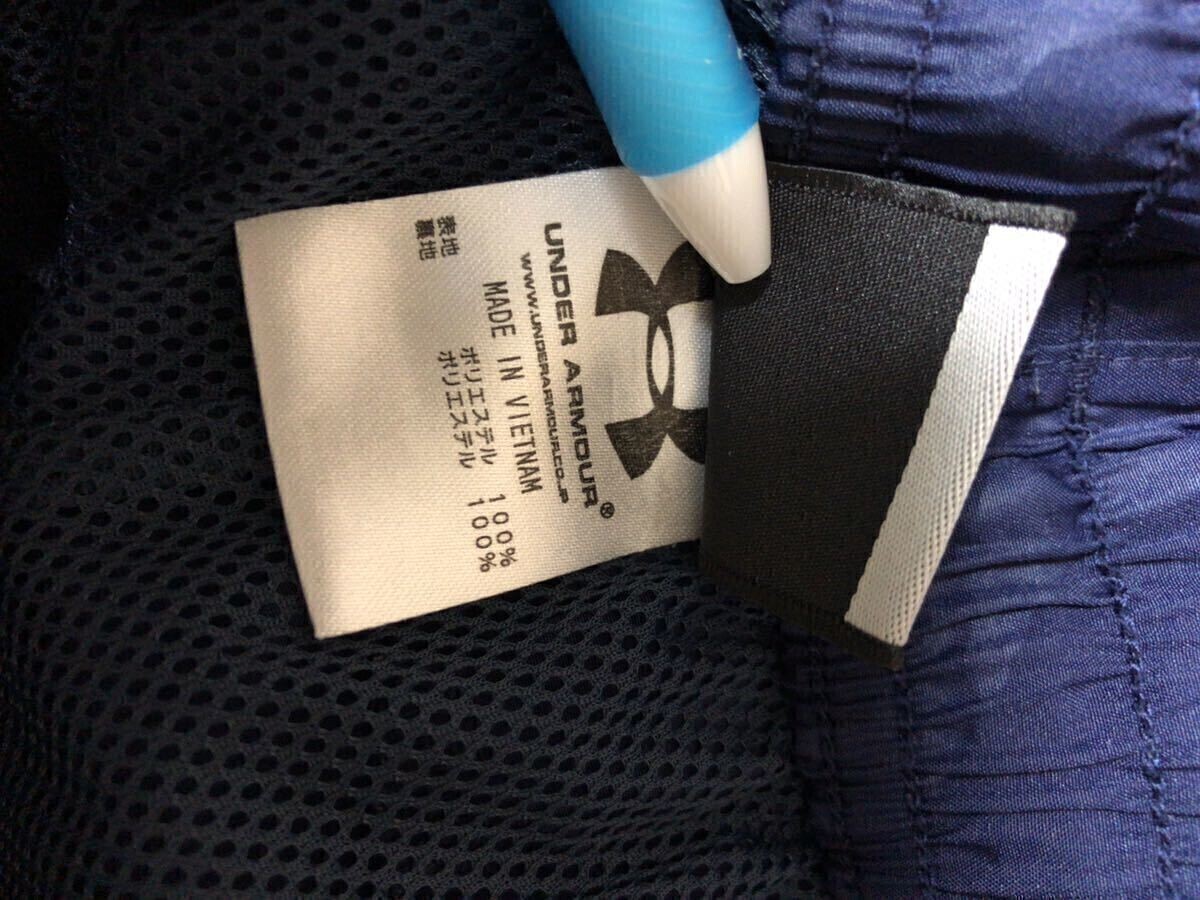 UNDER ARMOUR®
WWW.UNDERARMOUR.CO.JP
MADE IN VIETNAM
表地 ポリエステル 100%
裏地 ポリエステル 100%